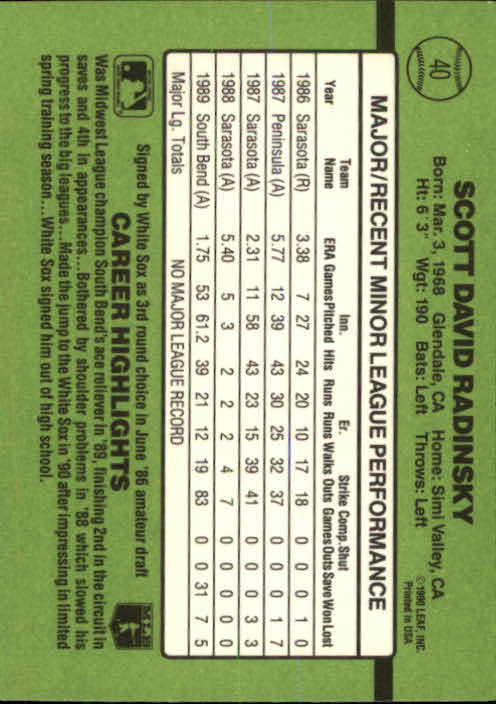 40
SCOTT DAVID RADINSKY
Born: Mar. 3, 1968 Glendale, CA Home: Simi Valley, CA
Ht: 6'3" Wgt: 190 Bats: Left Throws: Left
© 1990 LEAF, INC.
Printed in USA
MAJOR/RECENT MINOR LEAGUE PERFORMANCE
Team Inn. Er. Strike Comp. Shut
Year Name ERA Games Pitched Hits Runs Runs Walks Outs Games Outs Save Won Lost
1986 Sarasota (R) 3.38 7 27 24 20 10 17 18 0 0 0 1 0
1987 Peninsula (A) 5.77 12 39 43 30 25 32 37 0 0 0 1 7
1987 Sarasota (A) 2.31 11 58 43 23 15 39 41 0 0 0 3 3
1988 Sarasota (A) 5.40 5 3 2 2 2 4 7 0 0 0 0 0
1989 South Bend (A) 1.75 53 61.2 39 21 12 19 83 0 0 31 7 5
Major Lg. Totals NO MAJOR LEAGUE RECORD
Signed by White Sox as 3rd round choice in June '86 amateur draft
CAREER HIGHLIGHTS
Was Midwest League champion South Bend's ace reliever in '89, finishing 2nd in the circuit in
saves and 4th in appearances...Bothered by shoulder problems in '88 which slowed his
progress to the big leagues...Made the jump to the White Sox in '90 after impressing in limited
spring training season...White Sox signed him out of high school.
MLB